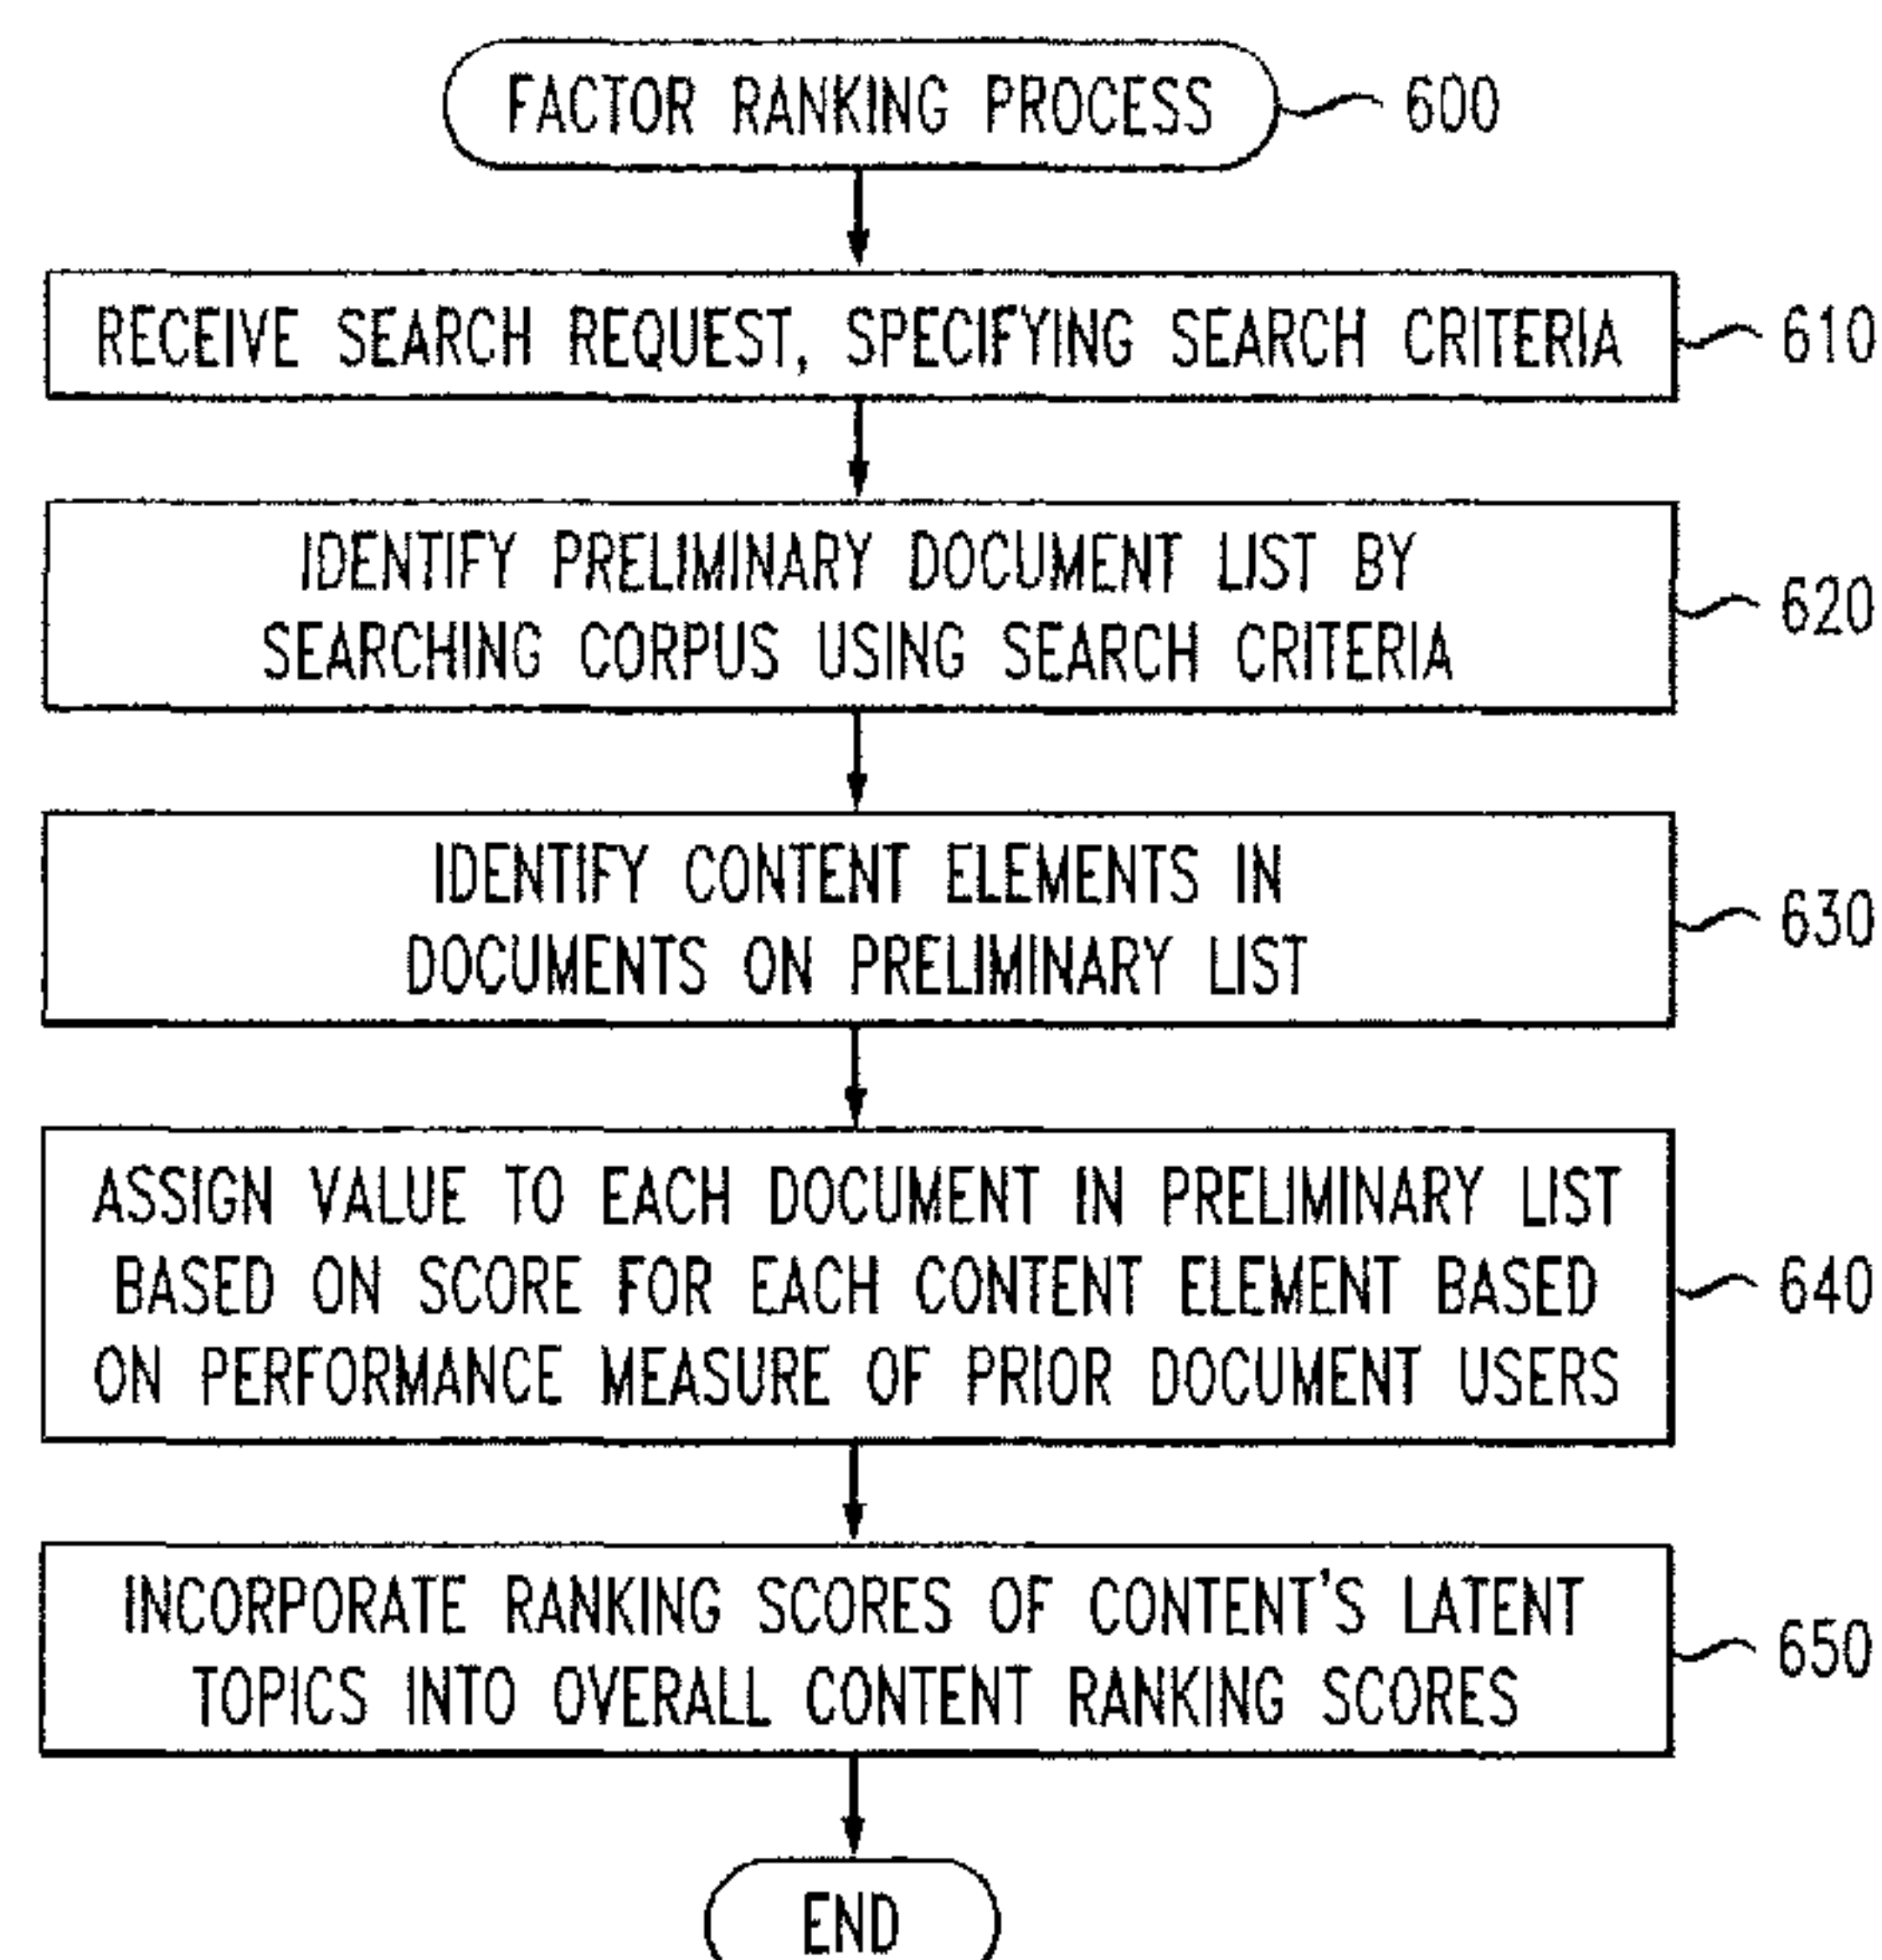 FACTOR RANKING PROCESS 600
RECEIVE SEARCH REQUEST, SPECIFYING SEARCH CRITERIA 610
IDENTIFY PRELIMINARY DOCUMENT LIST BY
SEARCHING CORPUS USING SEARCH CRITERIA
620
IDENTIFY CONTENT ELEMENTS IN
DOCUMENTS ON PRELIMINARY LIST
630
ASSIGN VALUE TO EACH DOCUMENT IN PRELIMINARY LIST
BASED ON SCORE FOR EACH CONTENT ELEMENT BASED
ON PERFORMANCE MEASURE OF PRIOR DOCUMENT USERS
640
INCORPORATE RANKING SCORES OF CONTENT'S LATENT
TOPICS INTO OVERALL CONTENT RANKING SCORES
650
END